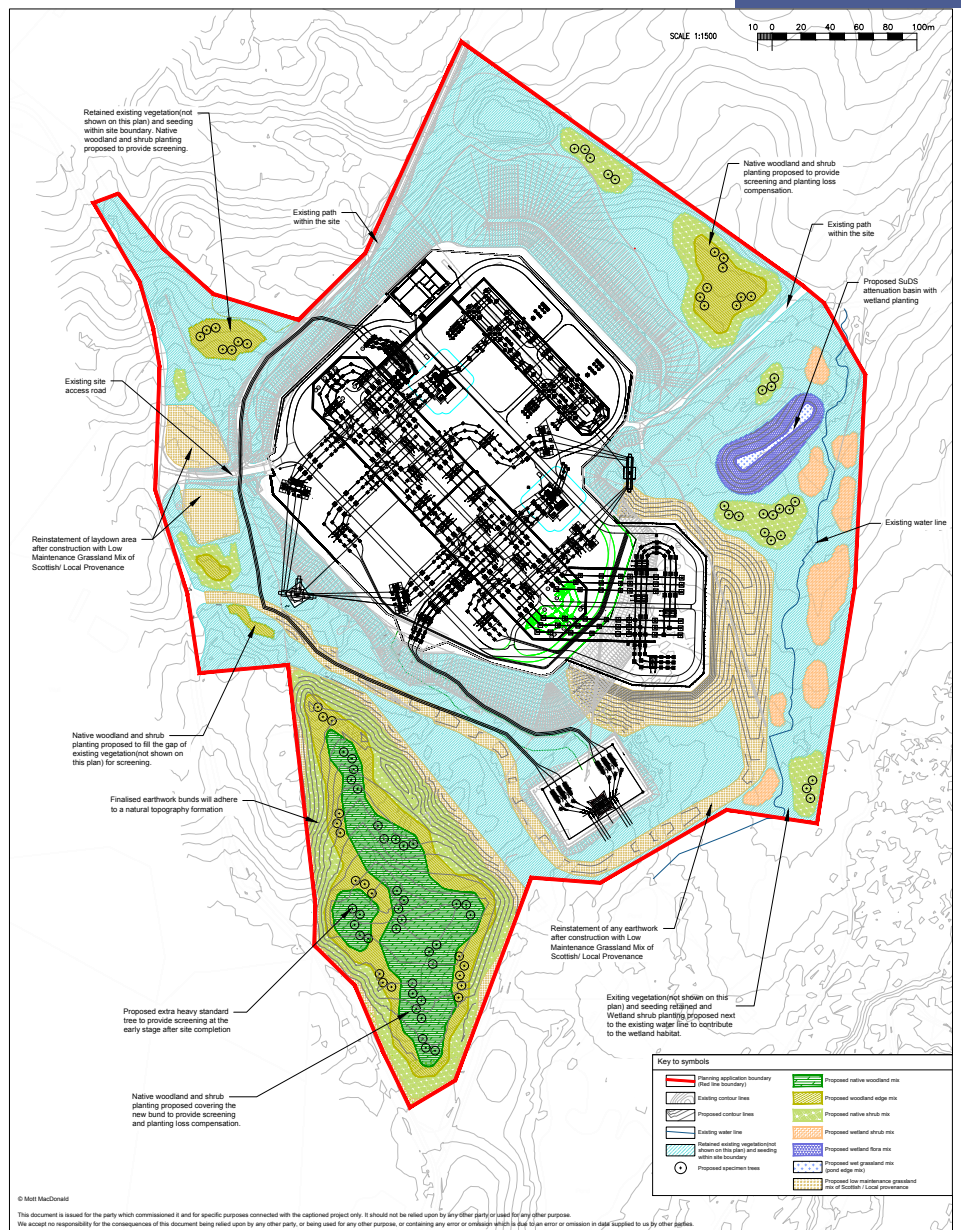 SCALE 1:1500
10 0 20 40 60 80 100m
Retained existing vegetation(not
shown on this plan) and seeding
within site boundary. Native
woodland and shrub planting
proposed to provide screening.
Existing path
within the site
Native woodland and shrub
planting proposed to provide
screening and planting loss
compensation.
Existing path
within the site
Proposed SuDS
attenuation basin with
wetland planting
Existing site
access road
Existing water line
Reinstatement of laydown area
after construction with Low
Maintenance Grassland Mix of
Scottish/ Local Provenance
Native woodland and shrub
planting proposed to fill the gap of
existing vegetation(not shown on
this plan) for screening.
Finalised earthwork bunds will adhere
to a natural topography formation
Reinstatement of any earthwork
after construction with Low
Maintenance Grassland Mix of
Scottish/ Local Provenance
Exiting vegetation(not shown on this
plan) and seeding retained and
Wetland shrub planting proposed next
to the existing water line to contribute
to the wetland habitat.
Proposed extra heavy standard
tree to provide screening at the
early stage after site completion
Native woodland and shrub
planting proposed covering the
new bund to provide screening
and planting loss compensation.
Key to symbols
Planning application boundary
(Red line boundary)
Existing contour lines
Proposed contour lines
Existing water line
Retained existing vegetation(not
shown on this plan) and seeding
within site boundary
Proposed specimen trees
Proposed native woodland mix
Proposed woodland edge mix
Proposed native shrub mix
Proposed wetland shrub mix
Proposed wetland flora mix
Proposed wet grassland mix
(pond edge mix)
Proposed low maintenance grassland
mix of Scottish / Local provenance
© Mott MacDonald
This document is issued for the party which commissioned it and for specific purposes connected with the captioned project only. It should not be relied upon by any other party or used for any other purpose.
We accept no responsibility for the consequences of this document being relied upon by any other party, or being used for any other purpose, or containing any error or omission which is due to an error or omission in data supplied to us by other parties.